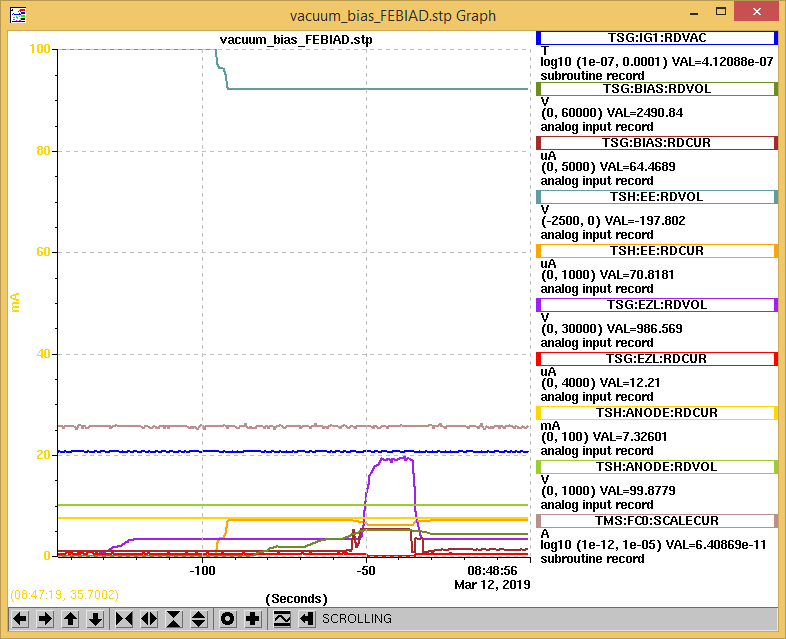 vacuum_bias_FEBIAD.stp Graph
vacuum_bias_FEBIAD.stp
100
80
60
40
20
0
mA
-100
-50
08:48:56
Mar 12, 2019
(Seconds)
(08:47:19, 35.7002)
TSG:IG1:RDVAC
T
log10 (1e-07, 0.0001) VAL=4.12088e-07
subroutine record
TSG:BIAS:RDVOL
V
(0, 60000) VAL=2490.84
analog input record
TSG:BIAS:RDCUR
uA
(0, 5000) VAL=64.4689
analog input record
TSH:EE:RDVOL
V
(-2500, 0) VAL=-197.802
analog input record
TSH:EE:RDCUR
uA
(0, 1000) VAL=70.8181
analog input record
TSG:EZL:RDVOL
V
(0, 30000) VAL=986.569
analog input record
TSG:EZL:RDCUR
uA
(0, 4000) VAL=12.21
analog input record
TSH:ANODE:RDCUR
mA
(0, 100) VAL=7.32601
analog input record
TSH:ANODE:RDVOL
V
(0, 1000) VAL=99.8779
analog input record
TMS:FC0:SCALECUR
A
log10 (1e-12, 1e-05) VAL=6.40869e-11
subroutine record
SCROLLING